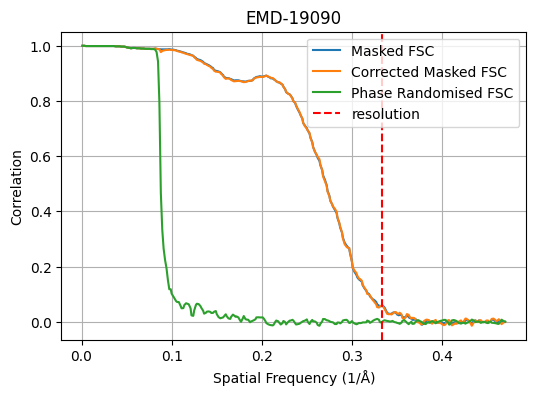 EMD-19090
Masked FSC
Corrected Masked FSC
Phase Randomised FSC
resolution
Correlation
1.0
0.8
0.6
0.4
0.2
0.0
0.0 0.1 0.2 0.3 0.4
Spatial Frequency (1/Å)